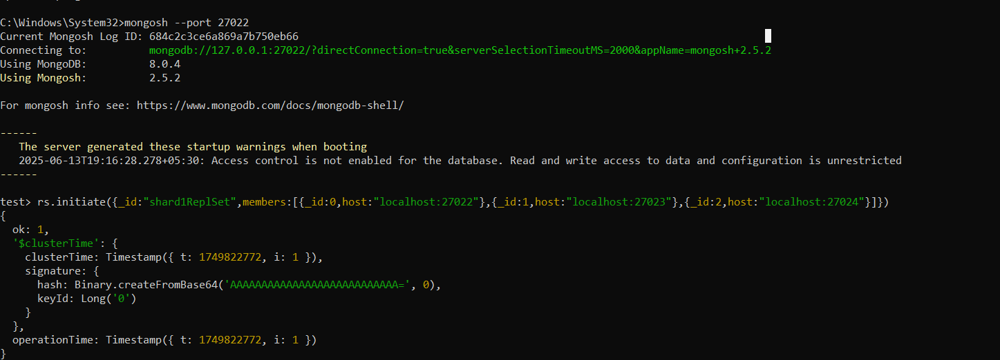 C:\Windows\System32>mongosh --port 27022
Current Mongosh Log ID: 684c2c3ce6a869a7b750eb66
Connecting to:          mongodb://127.0.0.1:27022/?directConnection=true&serverSelectionTimeoutMS=2000&appName=mongosh+2.5.2
Using MongoDB:          8.0.4
Using Mongosh:          2.5.2
For mongosh info see: https://www.mongodb.com/docs/mongodb-shell/
------
   The server generated these startup warnings when booting
   2025-06-13T19:16:28.278+05:30: Access control is not enabled for the database. Read and write access to data and configuration is unrestricted
------
test> rs.initiate({_id:"shard1ReplSet",members:[{_id:0,host:"localhost:27022"},{_id:1,host:"localhost:27023"},{_id:2,host:"localhost:27024"}]})
{
  ok: 1,
  '$clusterTime': {
    clusterTime: Timestamp({ t: 1749822772, i: 1 }),
    signature: {
      hash: Binary.createFromBase64('AAAAAAAAAAAAAAAAAAAAAAAAAAA=', 0),
      keyId: Long('0')
    }
  },
  operationTime: Timestamp({ t: 1749822772, i: 1 })
}